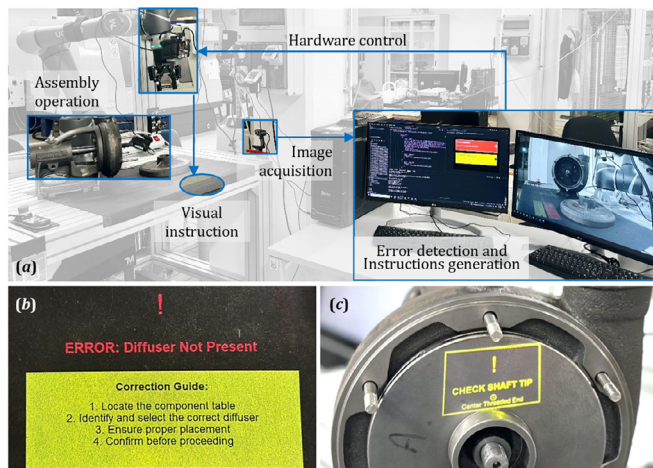 Hardware control
Assembly
operation
Image
acquisition
Visual
instruction
Error detection and
Instructions generation
(a)
(b)
!
ERROR: Diffuser Not Present
Correction Guide:
1. Locate the component table
2. Identify and select the correct diffuser
3. Ensure proper placement
4. Confirm before proceeding
(c)
!
CHECK SHAFT TIP
Center Threaded End
A